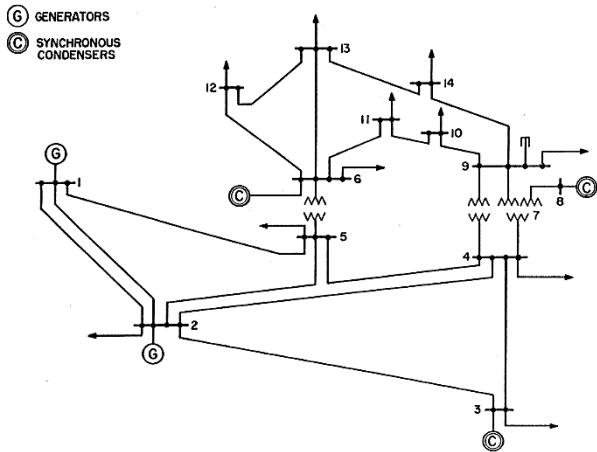 G GENERATORS
C SYNCHRONOUS
CONDENSERS
13
14
12
11
10
9
1
C
6
7
8
C
G
5
4
2
G
3
C